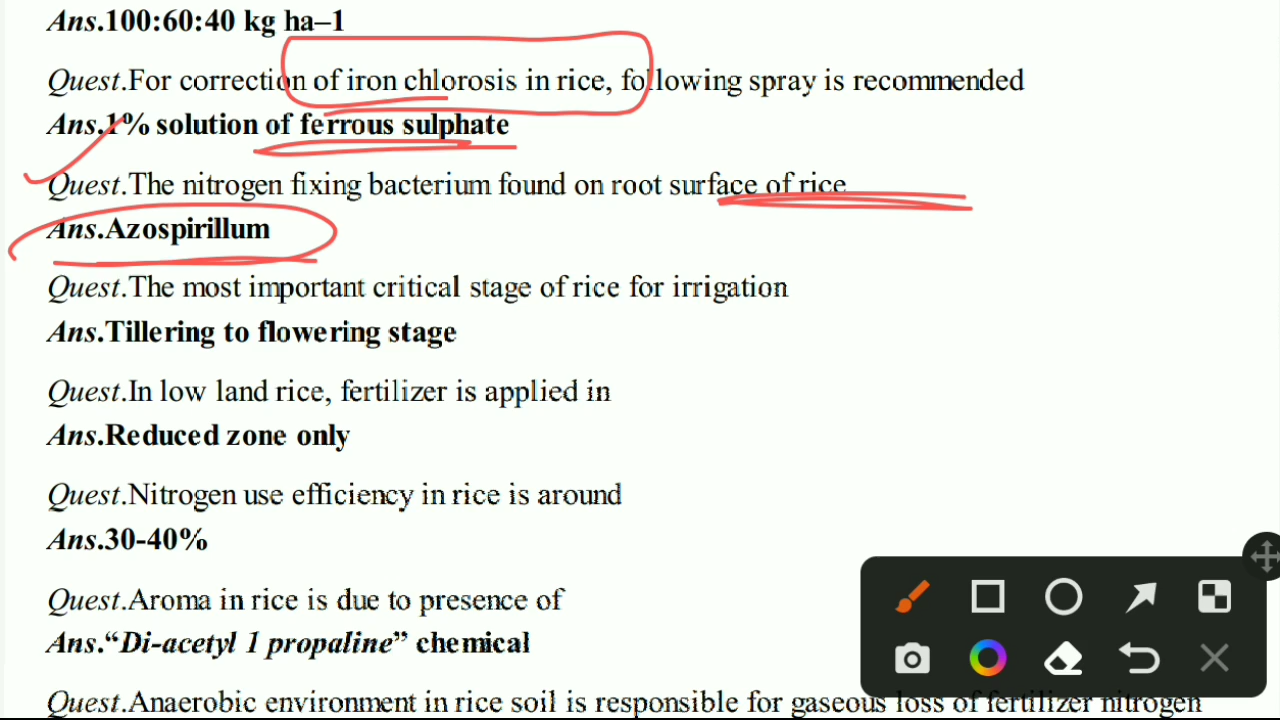 Ans.100:60:40 kg ha–1
Quest.For correction of iron chlorosis in rice, following spray is recommended
Ans.1% solution of ferrous sulphate
Quest.The nitrogen fixing bacterium found on root surface of rice
Ans.Azospirillum
Quest.The most important critical stage of rice for irrigation
Ans.Tillering to flowering stage
Quest.In low land rice, fertilizer is applied in
Ans.Reduced zone only
Quest.Nitrogen use efficiency in rice is around
Ans.30-40%
Quest.Aroma in rice is due to presence of
Ans.“Di-acetyl 1 propaline” chemical
Quest.Anaerobic environment in rice soil is responsible for gaseous loss of fertilizer nitrogen